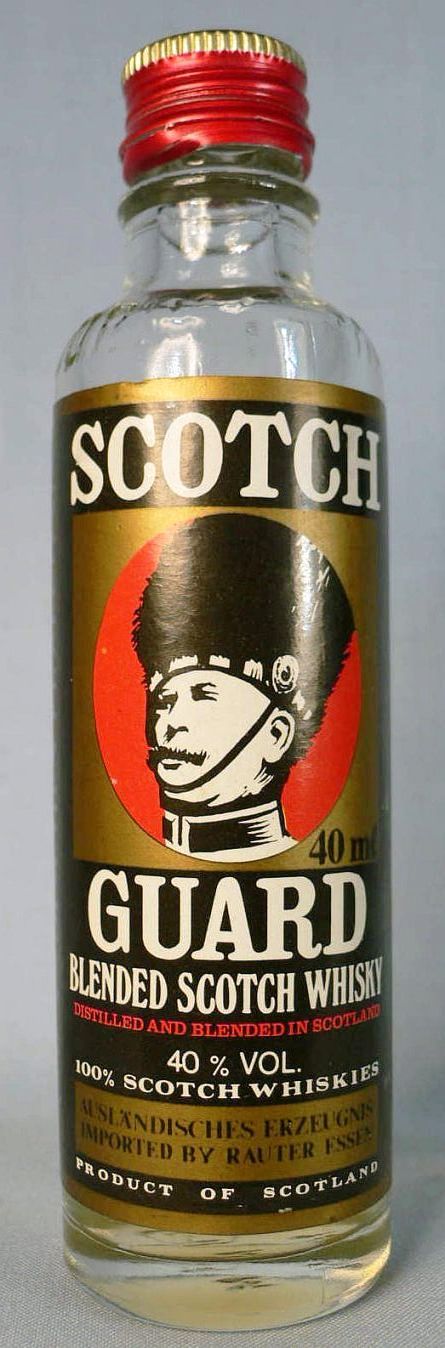 SCOTCH
40 mℓ
GUARD
BLENDED SCOTCH WHISKY
DISTILLED AND BLENDED IN SCOTLAND
40 % VOL.
100% SCOTCH WHISKIES
AUSLÄNDISCHES ERZEUGNIS
IMPORTED BY RAUTER ESSEN
PRODUCT OF SCOTLAND